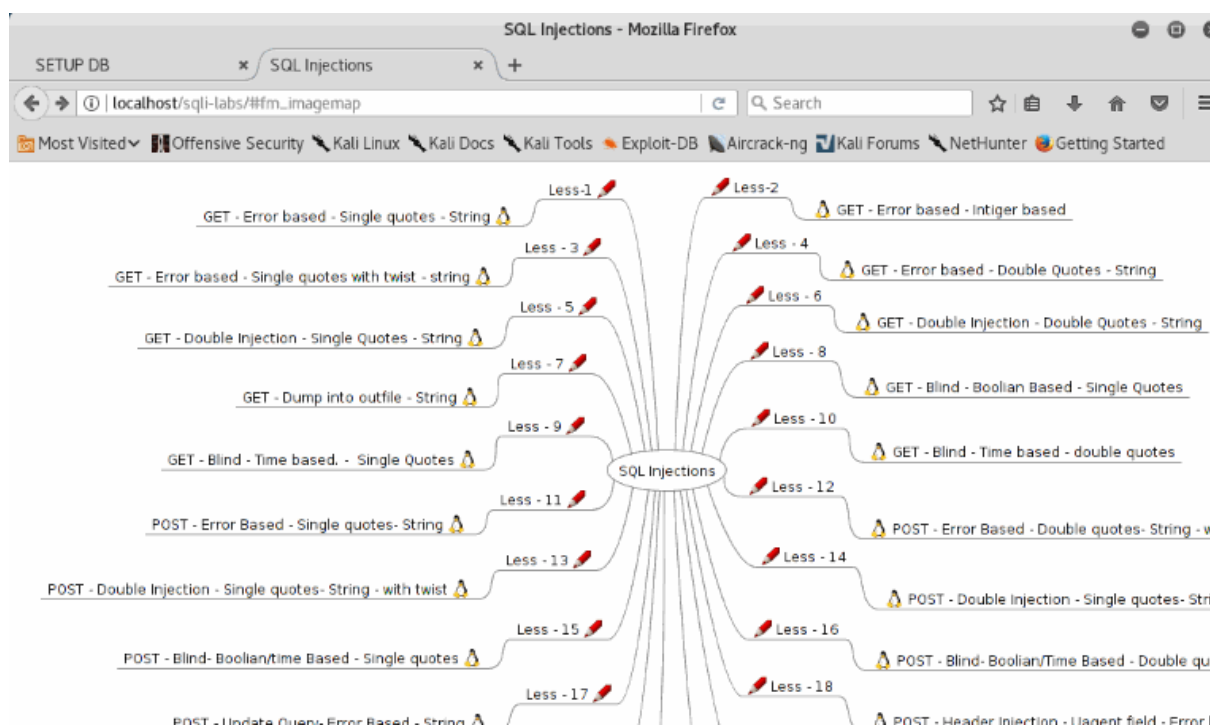 SQL Injections - Mozilla Firefox
SETUP DB
SQL Injections
localhost/sqli-labs/#fm_imagemap
Search
Most Visited
Offensive Security
Kali Linux
Kali Docs
Kali Tools
Exploit-DB
Aircrack-ng
Kali Forums
NetHunter
Getting Started
Less-1
GET - Error based - Single quotes - String
Less-2
GET - Error based - Intiger based
Less - 3
GET - Error based - Single quotes with twist - string
Less - 4
GET - Error based - Double Quotes - String
Less - 5
GET - Double Injection - Single Quotes - String
Less - 6
GET - Double Injection - Double Quotes - String
Less - 7
GET - Dump into outfile - String
Less - 8
GET - Blind - Boolian Based - Single Quotes
Less - 9
GET - Blind - Time based. - Single Quotes
Less - 10
GET - Blind - Time based - double quotes
SQL Injections
Less - 11
POST - Error Based - Single quotes- String
Less - 12
POST - Error Based - Double quotes- String -
Less - 13
POST - Double Injection - Single quotes- String - with twist
Less - 14
POST - Double Injection - Single quotes-
Less - 15
POST - Blind- Boolian/time Based - Single quotes
Less - 16
POST - Blind- Boolian/Time Based - Double
Less - 17
POST - Update Query- Error Based - String
Less - 18
POST - Header Injection - Uagent field - Error